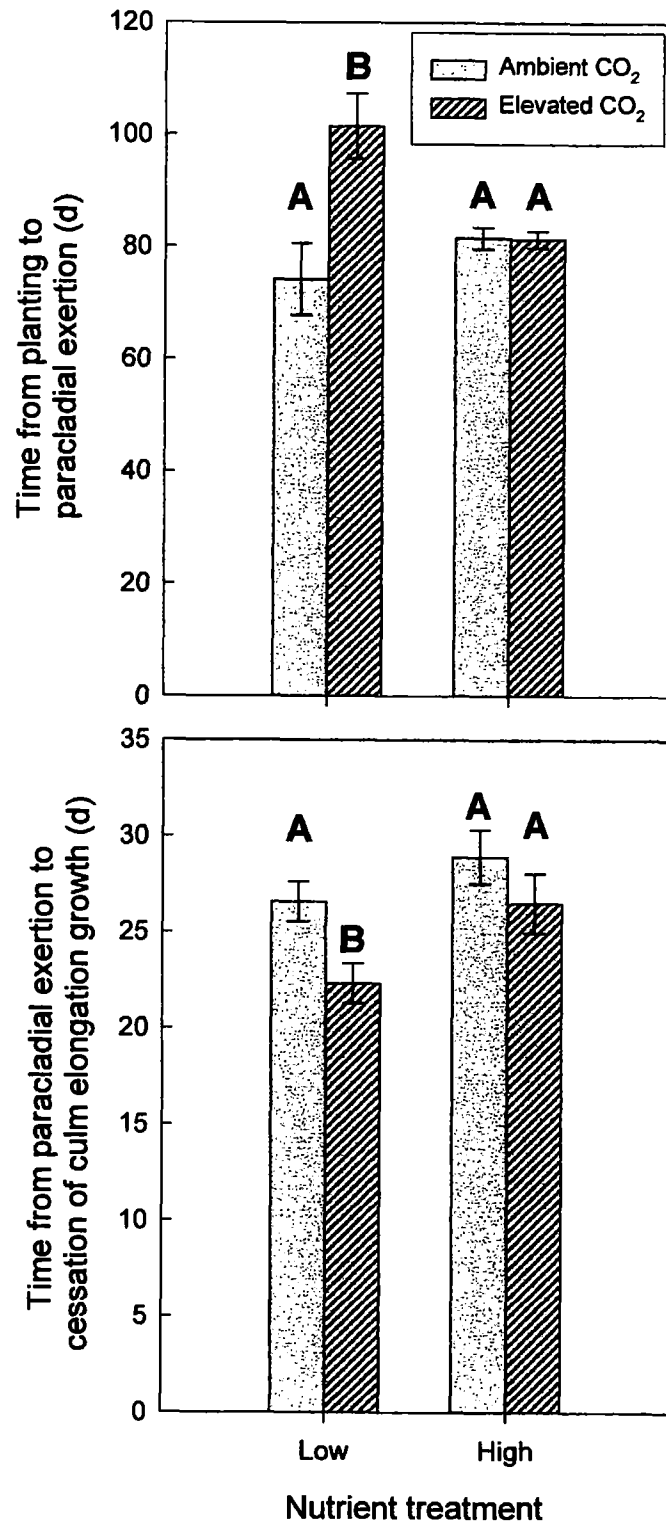 Time from planting to
paracladial exertion (d)
120
100
80
60
40
20
0
Ambient CO₂
Elevated CO₂
A
B
A
A
Time from paracladial exertion to
cessation of culm elongation growth (d)
35
30
25
20
15
10
5
0
A
B
A
A
Low
High
Nutrient treatment